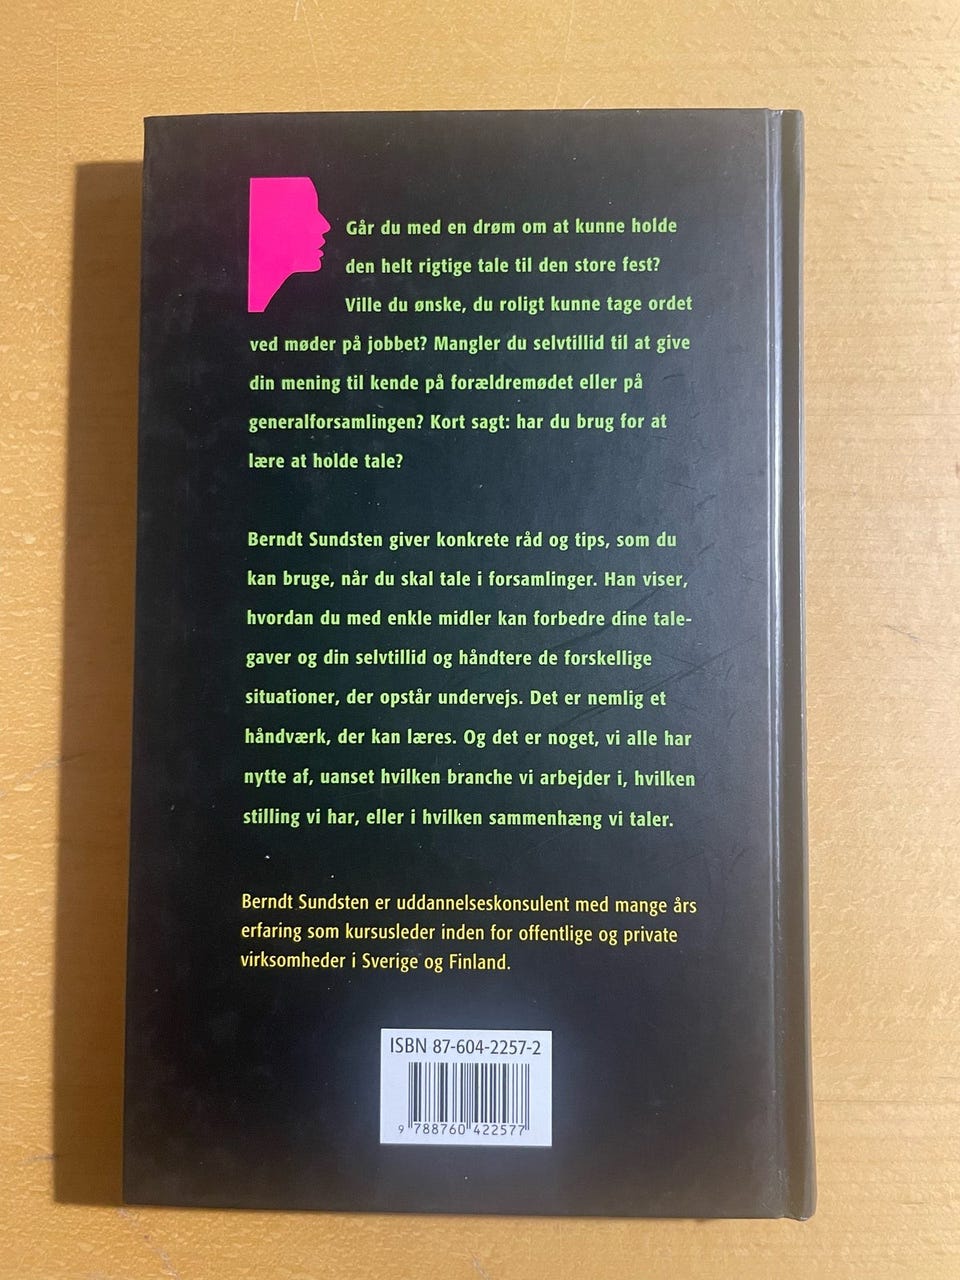 Går du med en drøm om at kunne holde
den helt rigtige tale til den store fest?
Ville du ønske, du roligt kunne tage ordet
ved møder på jobbet? Mangler du selvtillid til at give
din mening til kende på forældremødet eller på
generalforsamlingen? Kort sagt: har du brug for at
lære at holde tale?
Berndt Sundsten giver konkrete råd og tips, som du
kan bruge, når du skal tale i forsamlinger. Han viser,
hvordan du med enkle midler kan forbedre dine tale-
gaver og din selvtillid og håndtere de forskellige
situationer, der opstår undervejs. Det er nemlig et
håndværk, der kan læres. Og det er noget, vi alle har
nytte af, uanset hvilken branche vi arbejder i, hvilken
stilling vi har, eller i hvilken sammenhæng vi taler.
Berndt Sundsten er uddannelseskonsulent med mange års
erfaring som kursusleder inden for offentlige og private
virksomheder i Sverige og Finland.
ISBN 87-604-2257-2
9 788760 422577